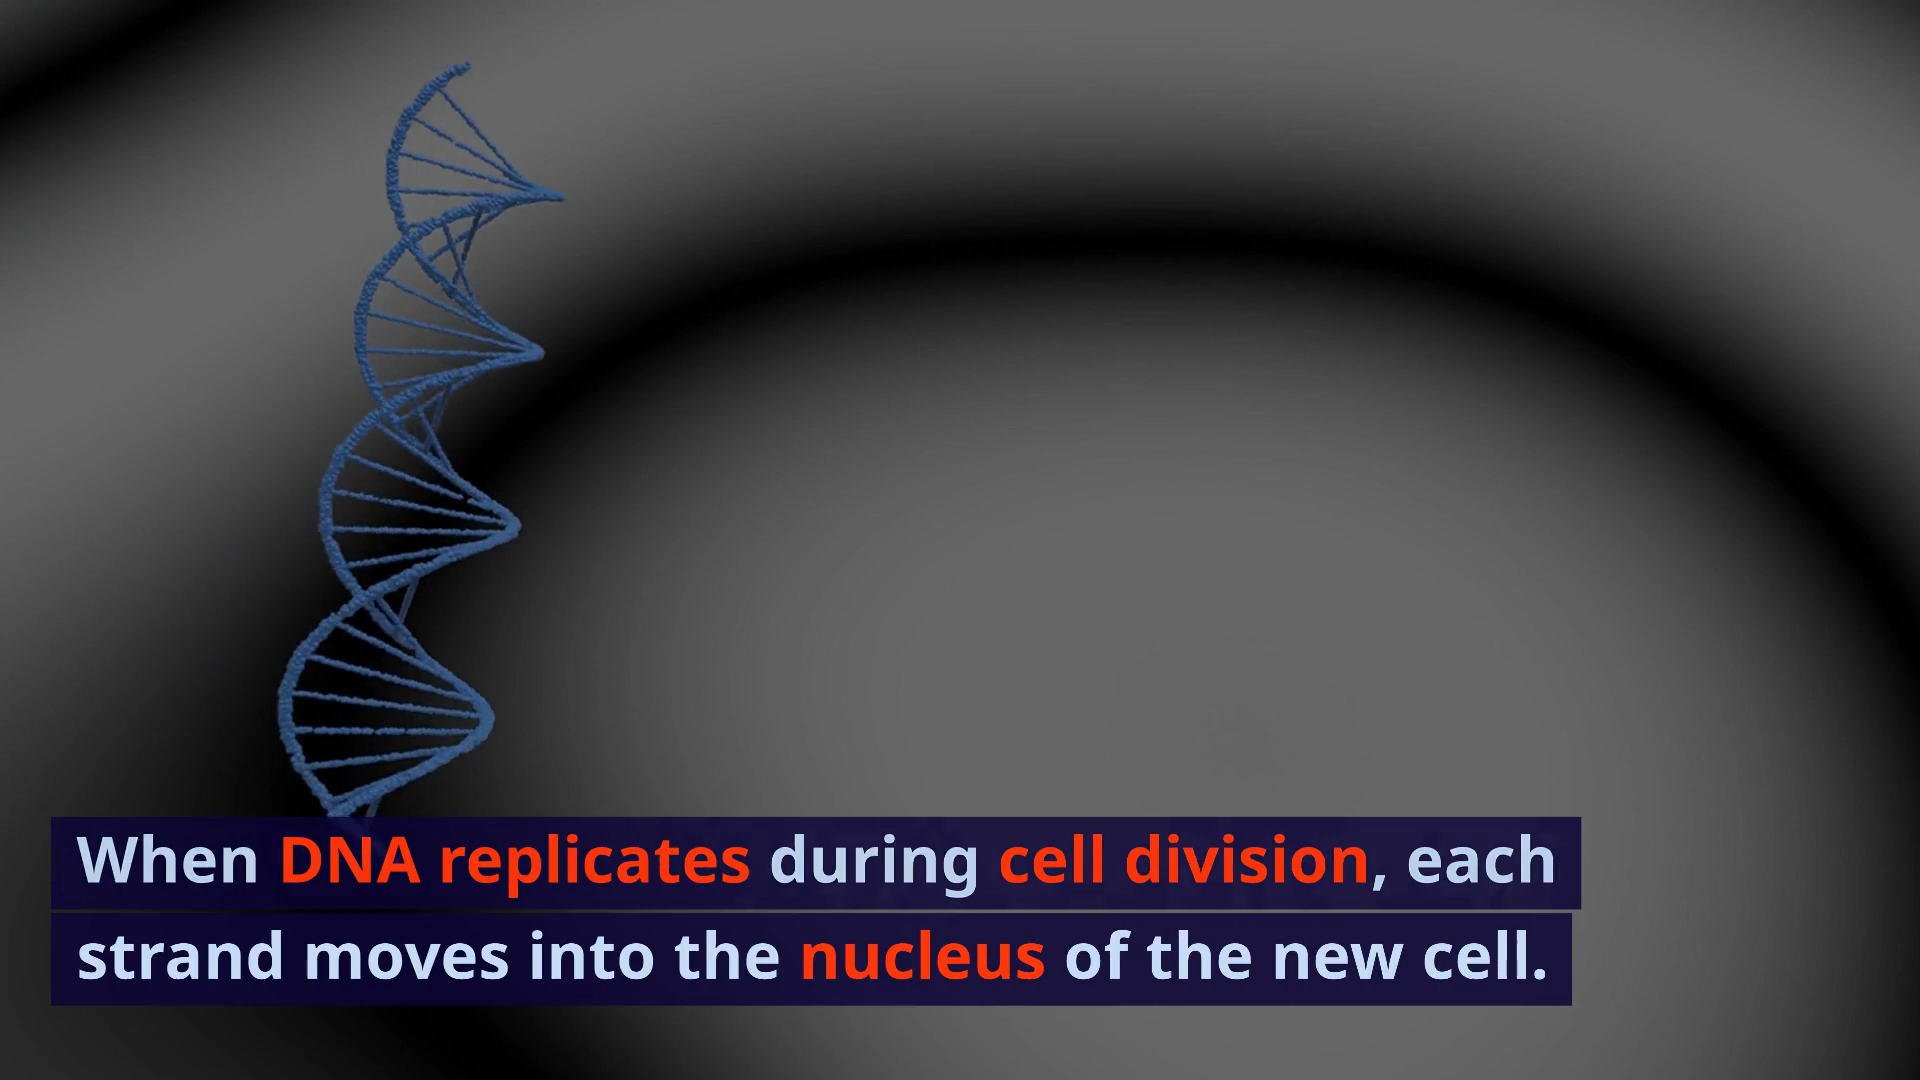 When DNA replicates during cell division, each
strand moves into the nucleus of the new cell.